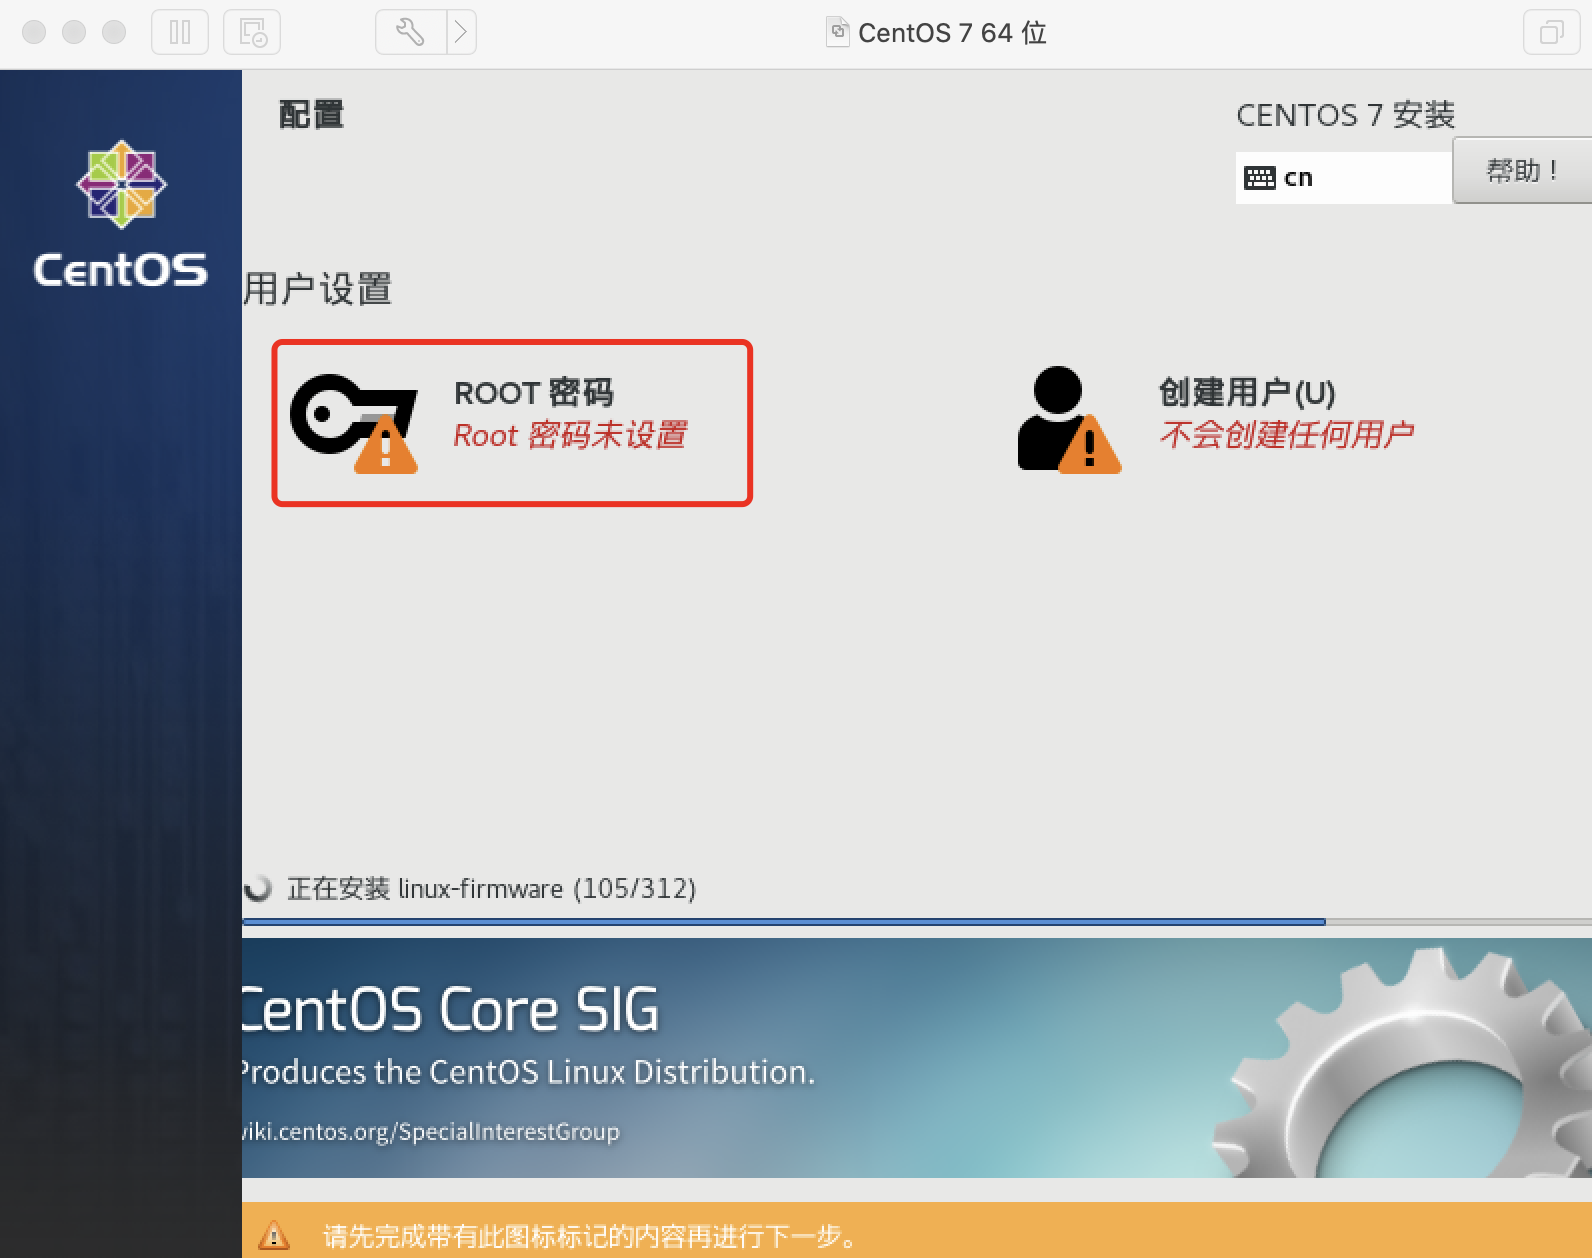 CentOS 7 64 位
CentOS
配置
CENTOS 7 安装
cn
帮助！
用户设置
ROOT 密码
Root 密码未设置
创建用户(U)
不会创建任何用户
正在安装 linux-firmware (105/312)
CentOS Core SIG
Produces the CentOS Linux Distribution.
wiki.centos.org/SpecialInterestGroup
请先完成带有此图标标记的内容再进行下一步。